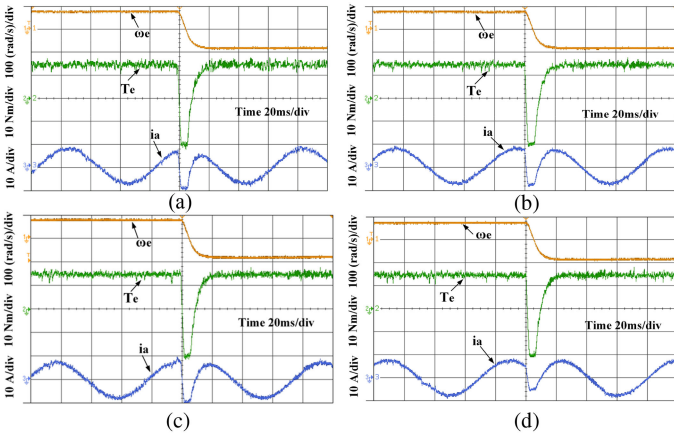 10 A/div 10 Nm/div 100 (rad/s)/div
ωe
Te
Time 20ms/div
ia
(a)
10 A/div 10 Nm/div 100 (rad/s)/div
ωe
Te
Time 20ms/div
ia
(b)
10 A/div 10 Nm/div 100 (rad/s)/div
ωe
Te
Time 20ms/div
ia
(c)
10 A/div 10 Nm/div 100 (rad/s)/div
ωe
Te
Time 20ms/div
ia
(d)